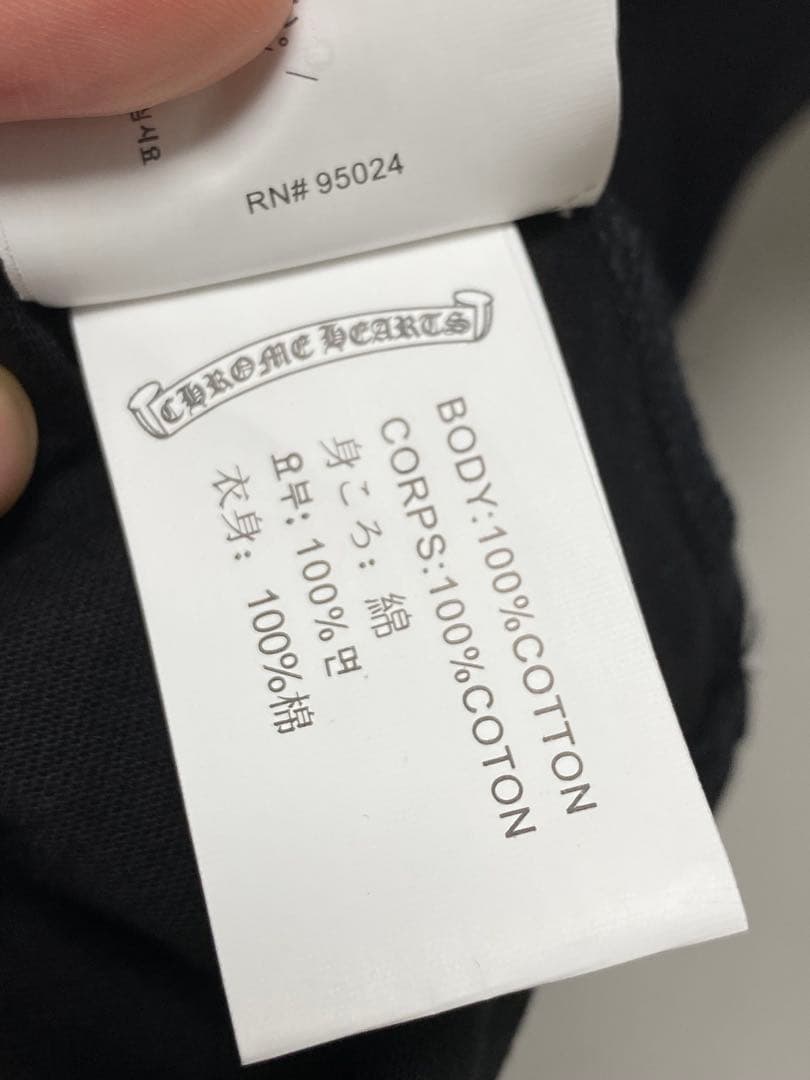 RN# 95024
CHROME HEARTS
BODY:100%COTTON
CORPS:100%COTON
身ころ: 綿
요부: 100%면
衣身: 100%棉